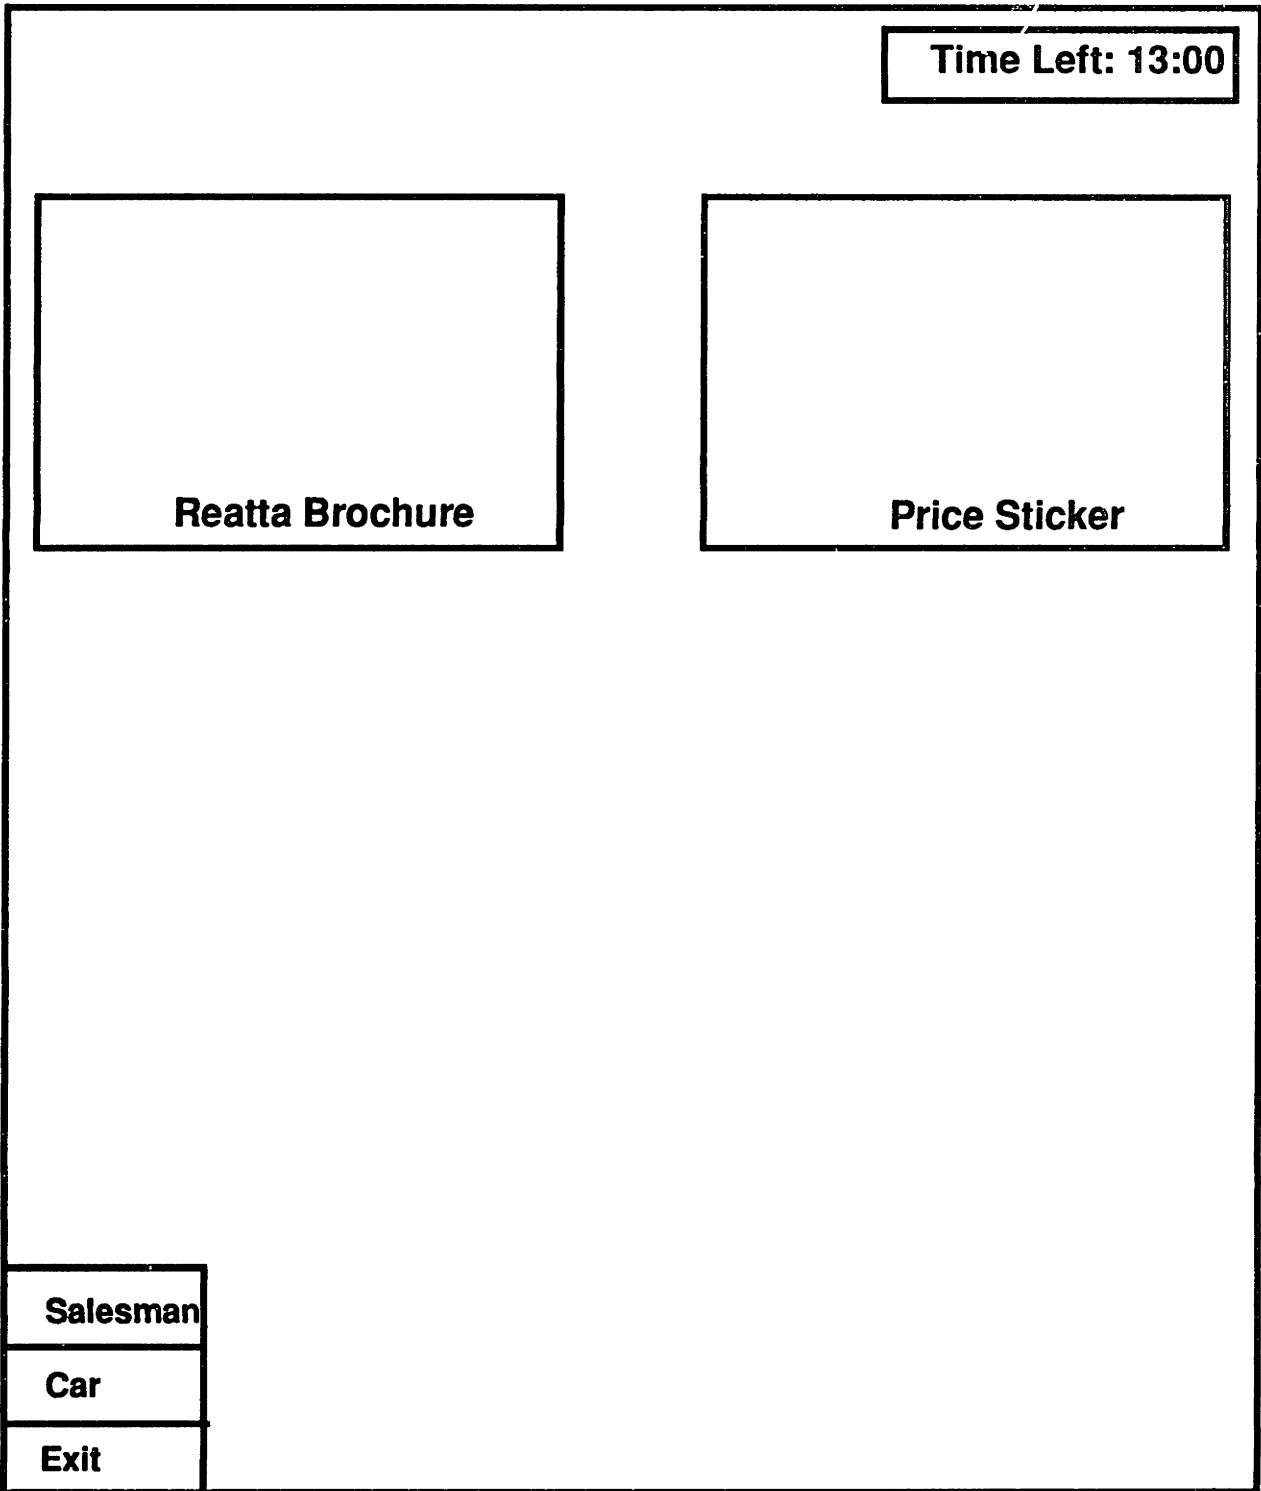 Time Left: 13:00
Reatta Brochure
Price Sticker
Salesman
Car
Exit